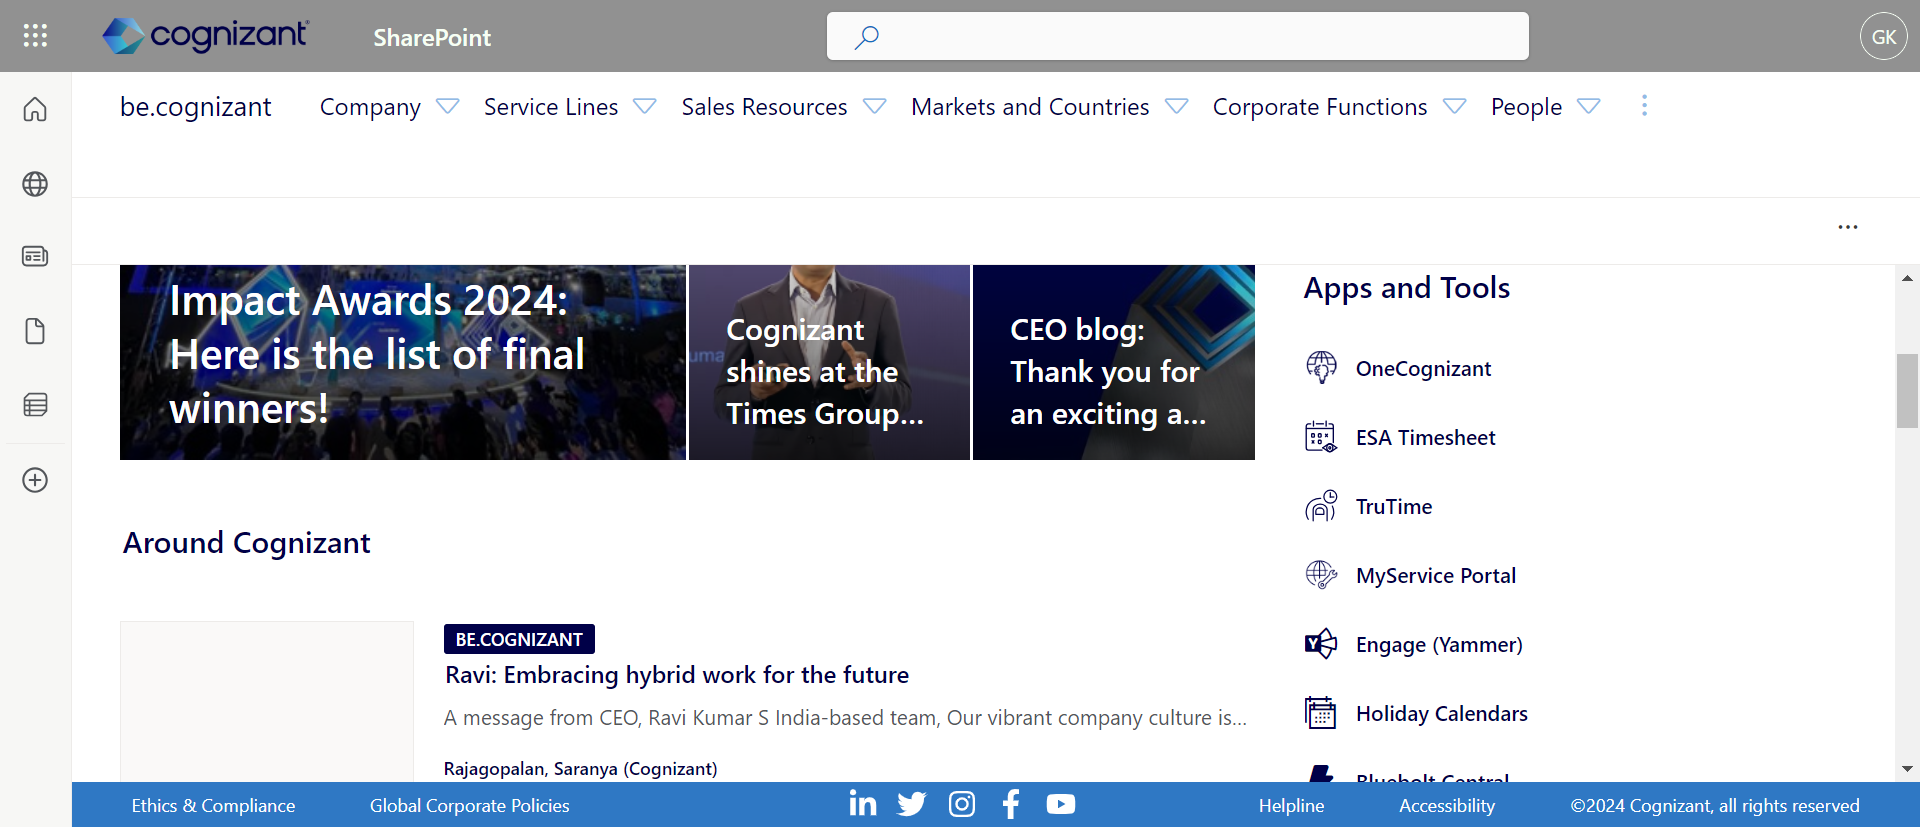 cognizant
SharePoint
GK
be.cognizant
Company
Service Lines
Sales Resources
Markets and Countries
Corporate Functions
People
Impact Awards 2024:
Here is the list of final
winners!
Cognizant
shines at the
Times Group...
CEO blog:
Thank you for
an exciting a...
Around Cognizant
BE.COGNIZANT
Ravi: Embracing hybrid work for the future
A message from CEO, Ravi Kumar S India-based team, Our vibrant company culture is...
Rajagopalan, Saranya (Cognizant)
Apps and Tools
OneCognizant
ESA Timesheet
TruTime
MyService Portal
Engage (Yammer)
Holiday Calendars
Bluebolt Central
Ethics & Compliance
Global Corporate Policies
Helpline
Accessibility
©2024 Cognizant, all rights reserved